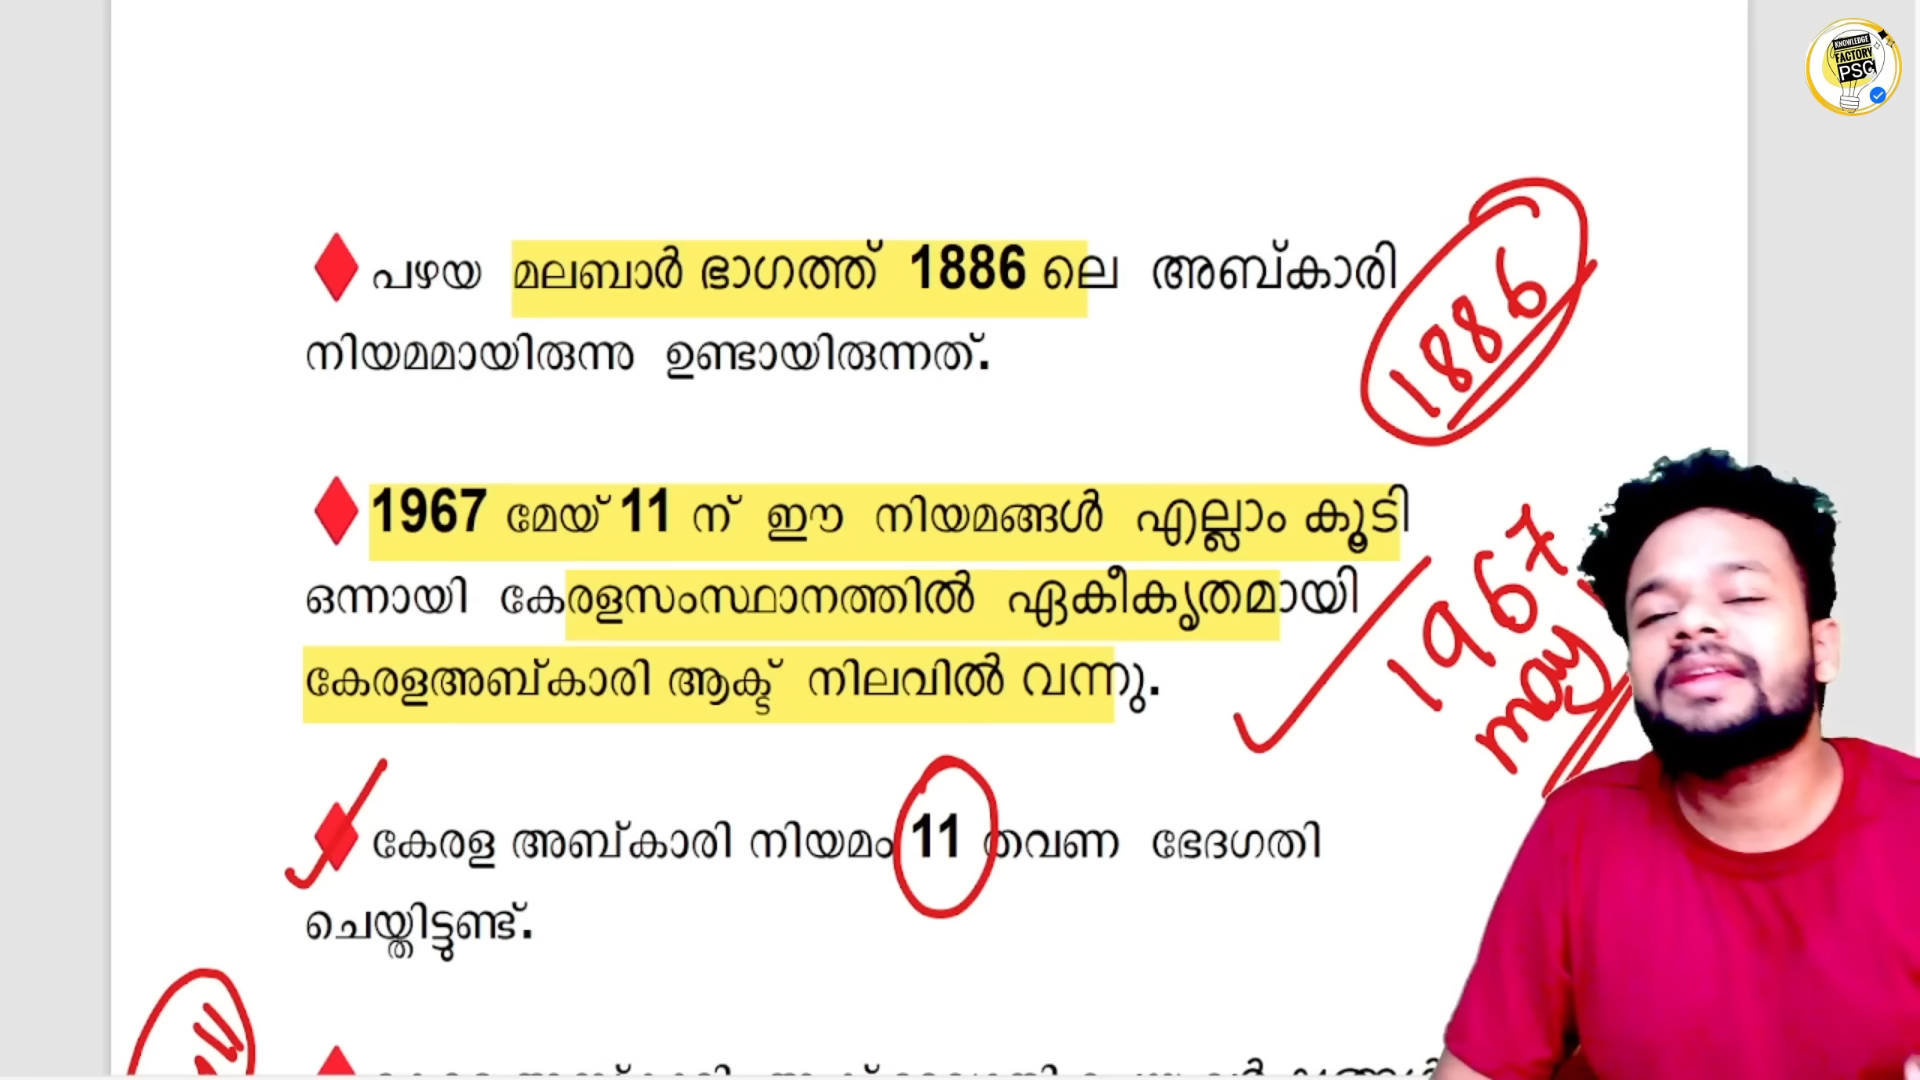 KNOWLEDGE
FACTORY
PSC
പഴയ മലബാർ ഭാഗത്ത് 1886 ലെ അബ്കാരി
നിയമമായിരുന്നു ഉണ്ടായിരുന്നത്.
1886
1967 മേയ് 11 ന് ഈ നിയമങ്ങൾ എല്ലാം കൂടി
ഒന്നായി കേരളസംസ്ഥാനത്തിൽ ഏകീകൃതമായി
കേരളഅബ്കാരി ആക്ട് നിലവിൽ വന്നു.
1967
may
കേരള അബ്കാരി നിയമം 11 തവണ ഭേദഗതി
ചെയ്തിട്ടുണ്ട്.